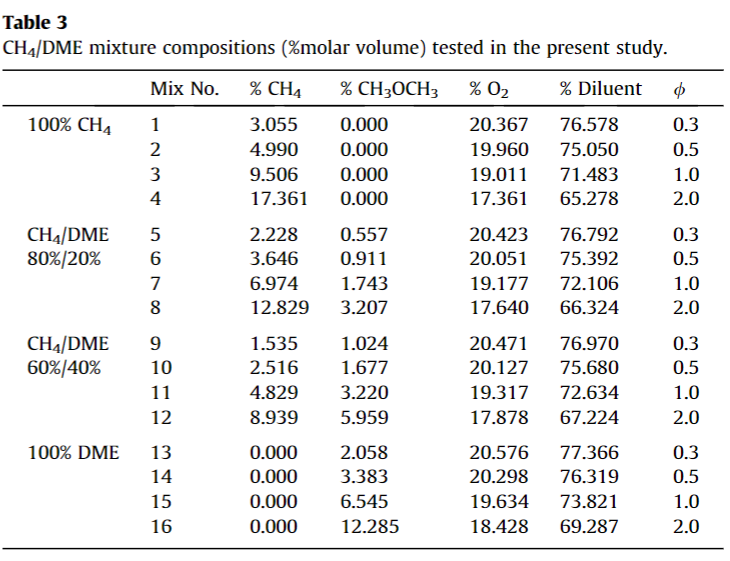 Table 3
CH₄/DME mixture compositions (%molar volume) tested in the present study.
Mix No. % CH₄ % CH₃OCH₃ % O₂ % Diluent ϕ
100% CH₄ 1 3.055 0.000 20.367 76.578 0.3
2 4.990 0.000 19.960 75.050 0.5
3 9.506 0.000 19.011 71.483 1.0
4 17.361 0.000 17.361 65.278 2.0
CH₄/DME 5 2.228 0.557 20.423 76.792 0.3
80%/20% 6 3.646 0.911 20.051 75.392 0.5
7 6.974 1.743 19.177 72.106 1.0
8 12.829 3.207 17.640 66.324 2.0
CH₄/DME 9 1.535 1.024 20.471 76.970 0.3
60%/40% 10 2.516 1.677 20.127 75.680 0.5
11 4.829 3.220 19.317 72.634 1.0
12 8.939 5.959 17.878 67.224 2.0
100% DME 13 0.000 2.058 20.576 77.366 0.3
14 0.000 3.383 20.298 76.319 0.5
15 0.000 6.545 19.634 73.821 1.0
16 0.000 12.285 18.428 69.287 2.0